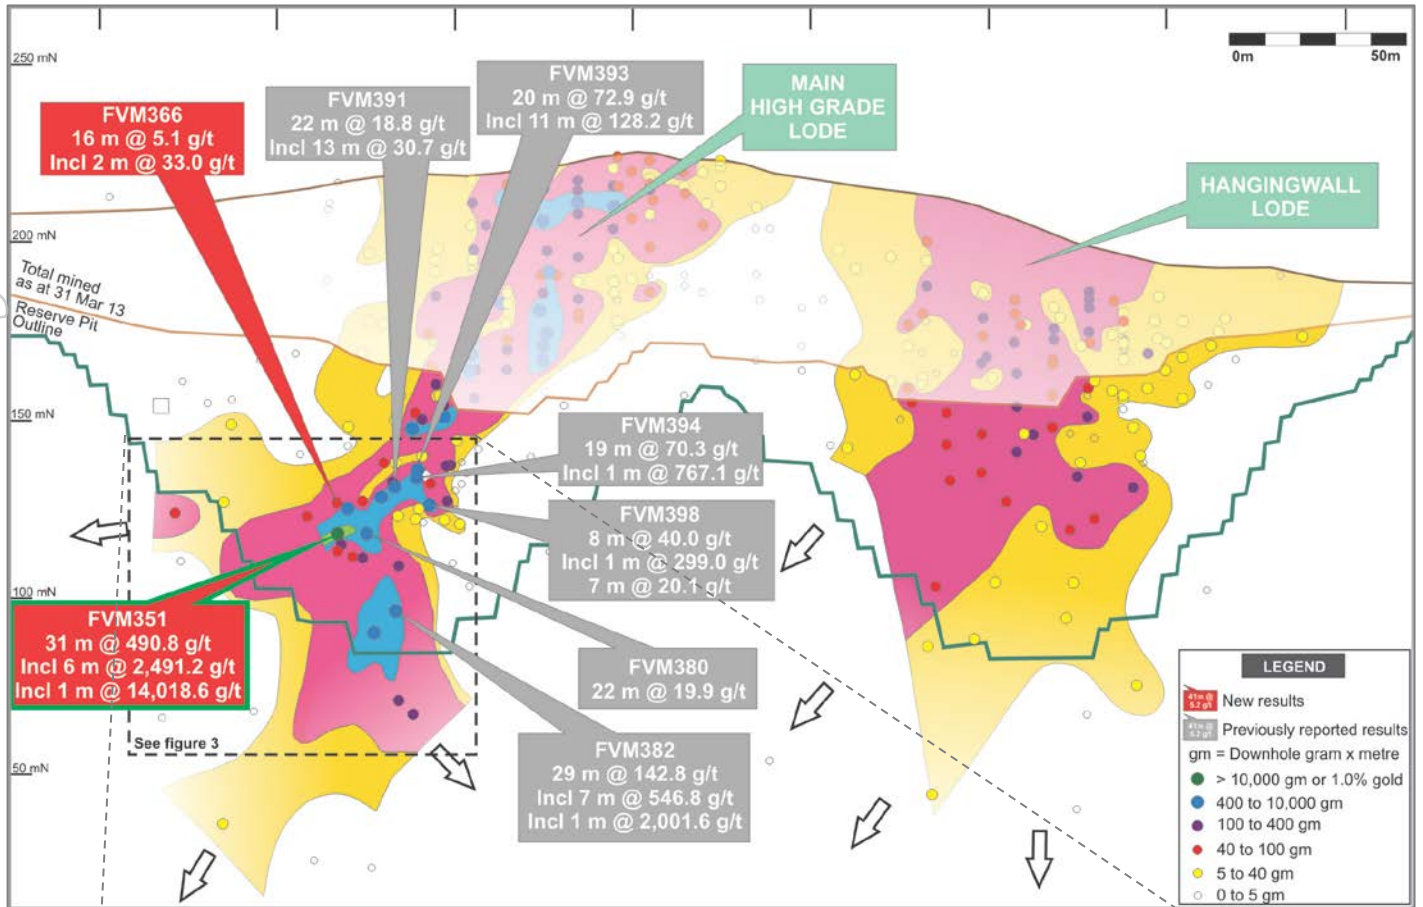 250 mN
200 mN
150 mN
100 mN
50 mN
0m
50m
FVM366
16 m @ 5.1 g/t
Incl 2 m @ 33.0 g/t
FVM391
22 m @ 18.8 g/t
Incl 13 m @ 30.7 g/t
FVM393
20 m @ 72.9 g/t
Incl 11 m @ 128.2 g/t
MAIN
HIGH GRADE
LODE
HANGINGWALL
LODE
Total mined
as at 31 Mar 13
Reserve Pit
Outline
FVM394
19 m @ 70.3 g/t
Incl 1 m @ 767.1 g/t
FVM398
8 m @ 40.0 g/t
Incl 1 m @ 299.0 g/t
7 m @ 20.1 g/t
FVM351
31 m @ 490.8 g/t
Incl 6 m @ 2,491.2 g/t
Incl 1 m @ 14,018.6 g/t
FVM380
22 m @ 19.9 g/t
FVM382
29 m @ 142.8 g/t
Incl 7 m @ 546.8 g/t
Incl 1 m @ 2,001.6 g/t
See figure 3
LEGEND
41m @
5.2 g/t
New results
41m @
5.2 g/t
Previously reported results
gm = Downhole gram x metre
> 10,000 gm or 1.0% gold
400 to 10,000 gm
100 to 400 gm
40 to 100 gm
5 to 40 gm
0 to 5 gm